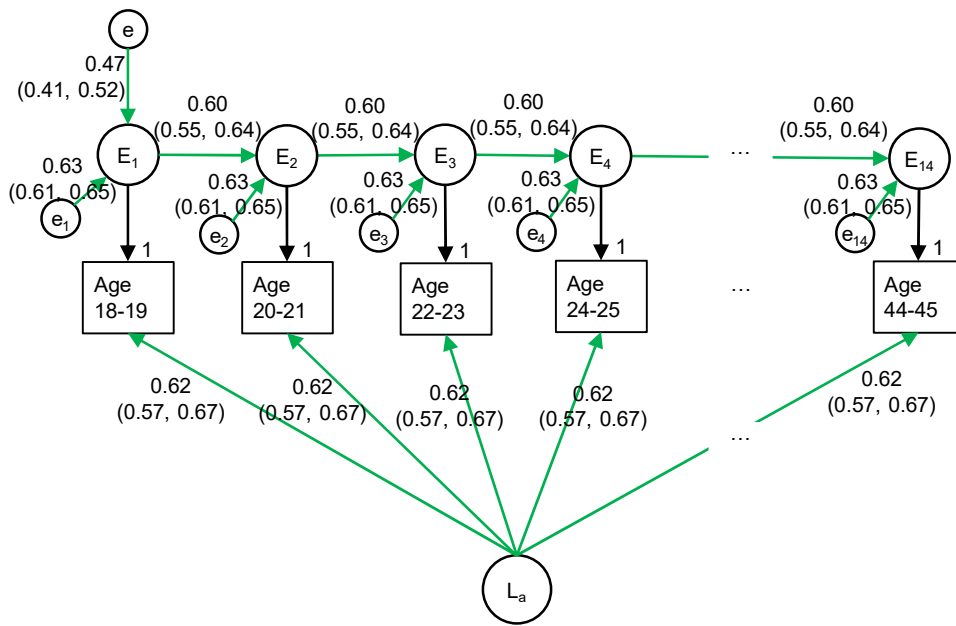 e
0.47
(0.41, 0.52)
0.60
(0.55, 0.64)
0.60
(0.55, 0.64)
0.60
(0.55, 0.64)
0.60
(0.55, 0.64)
E1
E2
E3
E4
...
E14
0.63
(0.61, 0.65)
0.63
(0.61, 0.65)
0.63
(0.61, 0.65)
0.63
(0.61, 0.65)
0.63
(0.61, 0.65)
e1
e2
e3
e4
e14
1
1
1
1
1
Age
18-19
Age
20-21
Age
22-23
Age
24-25
...
Age
44-45
0.62
(0.57, 0.67)
0.62
(0.57, 0.67)
0.62
(0.57, 0.67)
0.62
(0.57, 0.67)
0.62
(0.57, 0.67)
...
La